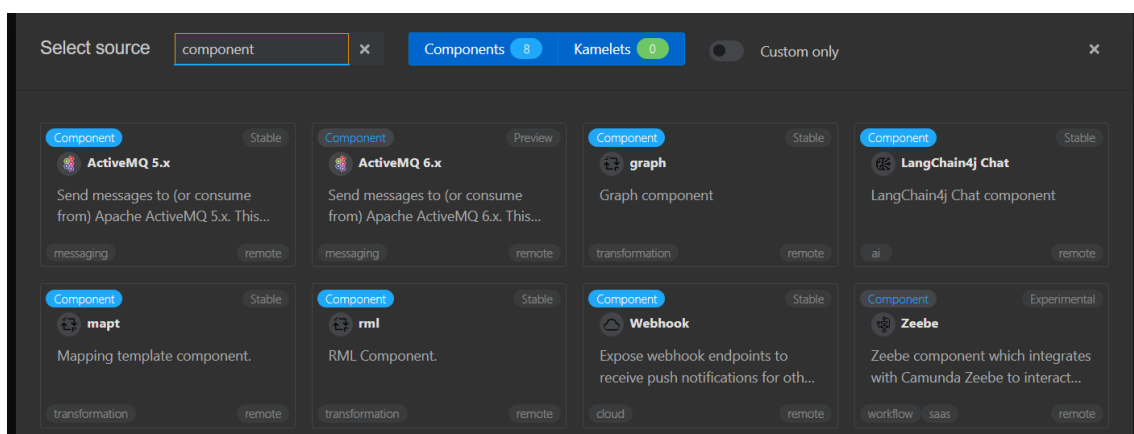 Select source component × Components 8 Kamelets 0 Custom only ×
Component Stable
ActiveMQ 5.x
Send messages to (or consume
from) Apache ActiveMQ 5.x. This...
messaging remote
Component Preview
ActiveMQ 6.x
Send messages to (or consume
from) Apache ActiveMQ 6.x. This...
messaging remote
Component Stable
graph
Graph component
transformation remote
Component Stable
LangChain4j Chat
LangChain4j Chat component
ai remote
Component Stable
mapt
Mapping template component.
transformation remote
Component Stable
rml
RML Component.
transformation remote
Component Stable
Webhook
Expose webhook endpoints to
receive push notifications for oth...
cloud remote
Component Experimental
Zeebe
Zeebe component which integrates
with Camunda Zeebe to interact...
workflow saas remote